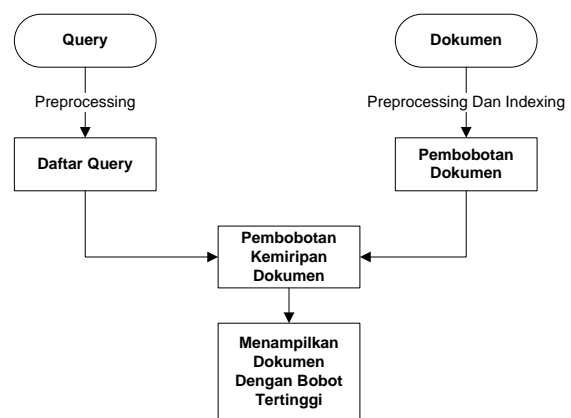 Query
Dokumen
Preprocessing
Preprocessing Dan Indexing
Daftar Query
Pembobotan
Dokumen
Pembobotan
Kemiripan
Dokumen
Menampilkan
Dokumen
Dengan Bobot
Tertinggi